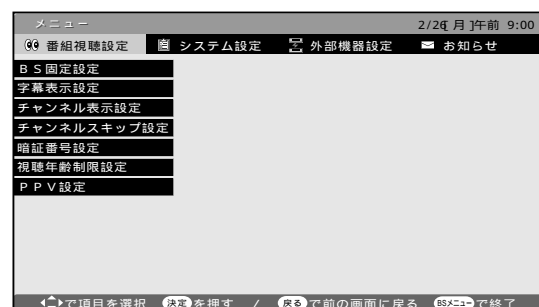 メニュー 2/26[月]午前 9:00
番組視聴設定 システム設定 外部機器設定 お知らせ
ＢＳ固定設定
字幕表示設定
チャンネル表示設定
チャンネルスキップ設定
暗証番号設定
視聴年齢制限設定
ＰＰＶ設定
で項目を選択 決定を押す / 戻るで前の画面に戻る BSメニューで終了